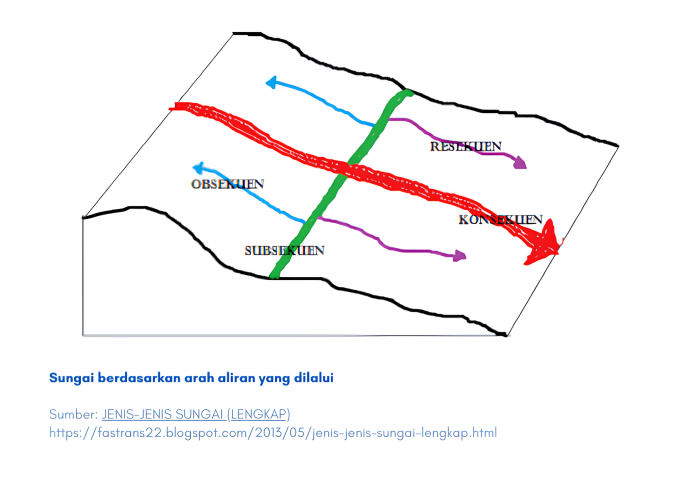 RESEKUEN
OBSEKUEN
KONSEKUEN
SUBSEKUEN
Sungai berdasarkan arah aliran yang dilalui
Sumber: JENIS-JENIS SUNGAI (LENGKAP)
https://fastrans22.blogspot.com/2013/05/jenis-jenis-sungai-lengkap.html